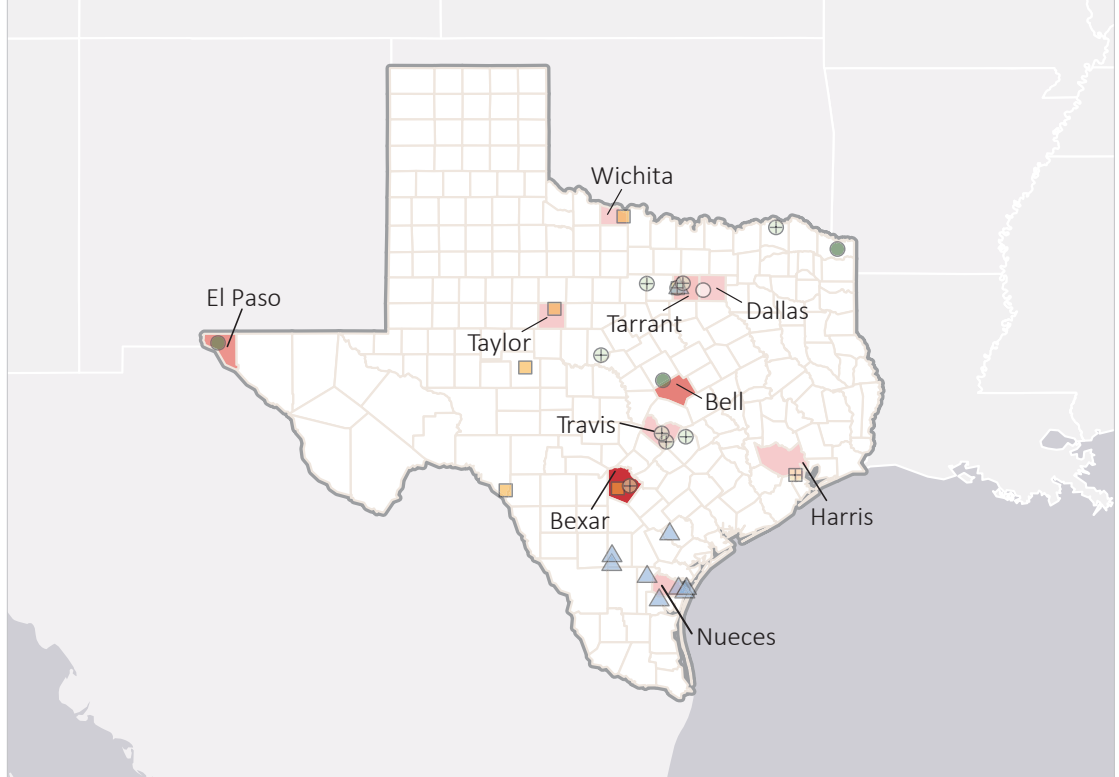 Wichita
El Paso
Dallas
Tarrant
Taylor
Bell
Travis
Harris
Bexar
Nueces